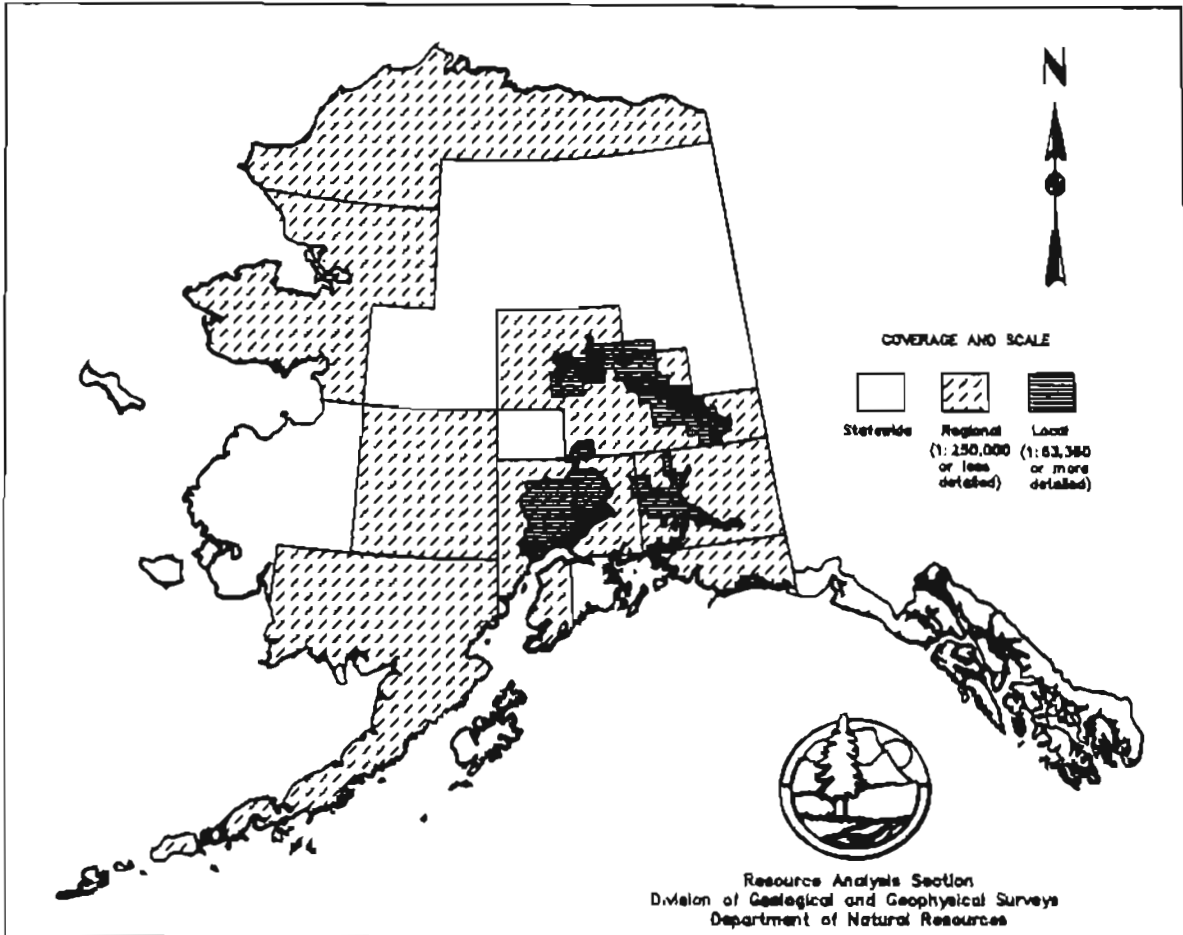 N
COVERAGE AND SCALE
Statewide
Regional
(1:250,000
or less
detailed)
Local
(1:63,360
or more
detailed)
Resource Analysis Section
Division of Geological and Geophysical Surveys
Department of Natural Resources